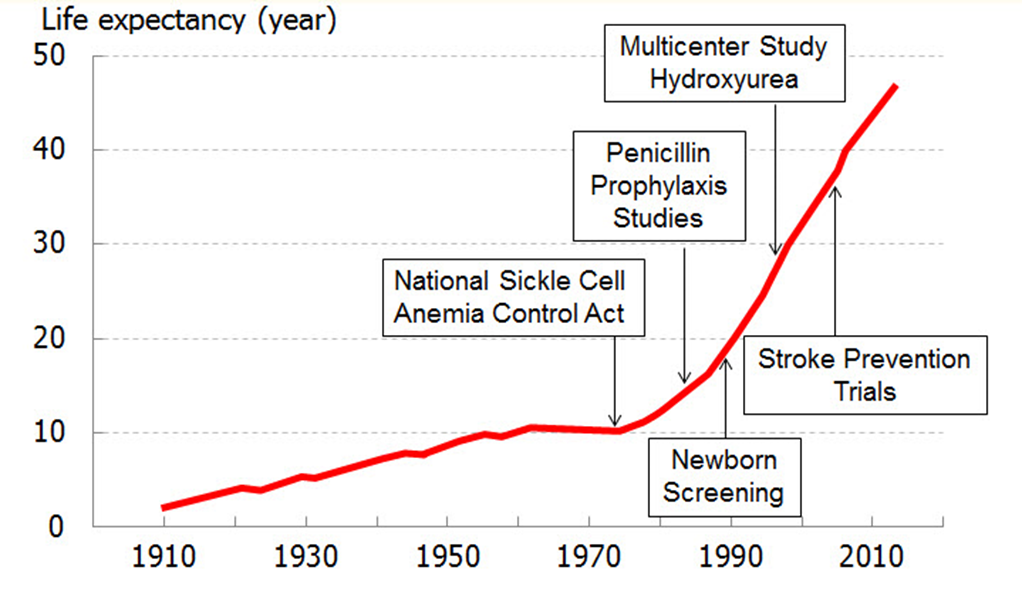 Life expectancy (year)
50
40
30
20
10
0
Multicenter Study
Hydroxyurea
Penicillin
Prophylaxis
Studies
National Sickle Cell
Anemia Control Act
Stroke Prevention
Trials
Newborn
Screening
1910 1930 1950 1970 1990 2010